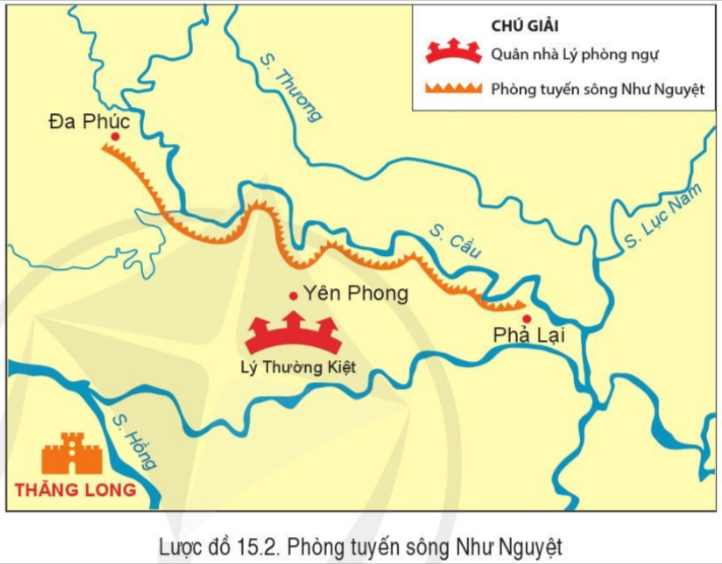 CHÚ GIẢI
Quân nhà Lý phòng ngự
Phòng tuyến sông Như Nguyệt
S. Thương
Đa Phúc
S. Lục Nam
S. Cầu
Yên Phong
Phả Lại
Lý Thường Kiệt
S. Hồng
THĂNG LONG
Lược đồ 15.2. Phòng tuyến sông Như Nguyệt